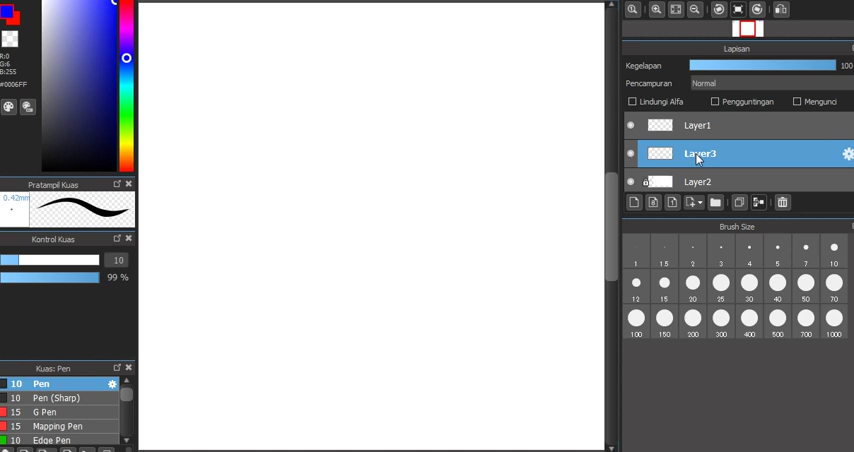 R:0
G:6
B:255
#0006FF
Pratampil Kuas
0.42mm
Kontrol Kuas
10
99 %
Kuas: Pen
10 Pen
10 Pen (Sharp)
15 G Pen
15 Mapping Pen
10 Edge Pen
Lapisan
Kegelapan 100
Pencampuran Normal
Lindungi Alfa Pengguntingan Mengunci
Layer1
Layer3
Layer2
Brush Size
1 1.5 2 3 4 5 7 10
12 15 20 25 30 40 50 70
100 150 200 300 400 500 700 1000